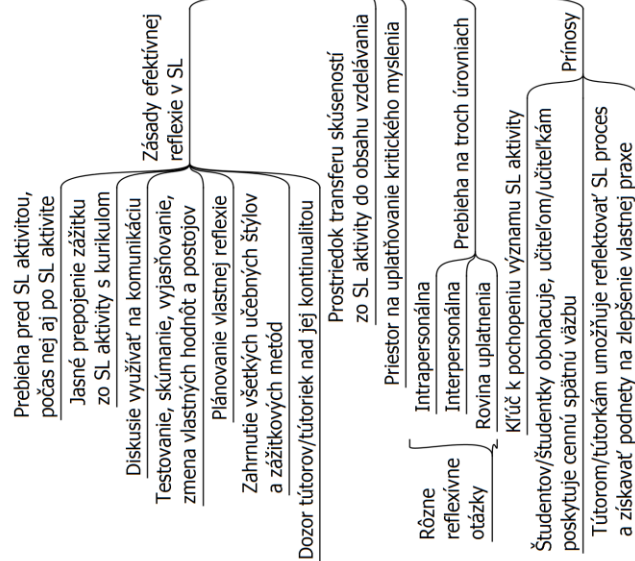 Zásady efektívnej
reflexie v SL
Prebieha pred SL aktivitou,
počas nej aj po SL aktivite
Jasné prepojenie zážitku
zo SL aktivity s kurikulom
Diskusie využívať na komunikáciu
Testovanie, skúmanie, vyjasňovanie,
zmena vlastných hodnôt a postojov
Plánovanie vlastnej reflexie
Zahrnutie všetkých učebných štýlov
a zážitkových metód
Dozor tútorov/tútoriek nad jej kontinualitou
Prostriedok transferu skúseností
zo SL aktivity do obsahu vzdelávania
Priestor na uplatňovanie kritického myslenia
Prebieha na troch úrovniach
Intrapersonálna
Interpersonálna
Rovina uplatnenia
Rôzne
reflexívne
otázky
Prínosy
Kľúč k pochopeniu významu SL aktivity
Študentov/študentky obohacuje, učiteľom/učiteľkám
poskytuje cennú spätnú väzbu
Tútorom/tútorkám umožňuje reflektovať SL proces
a získavať podnety na zlepšenie vlastnej praxe